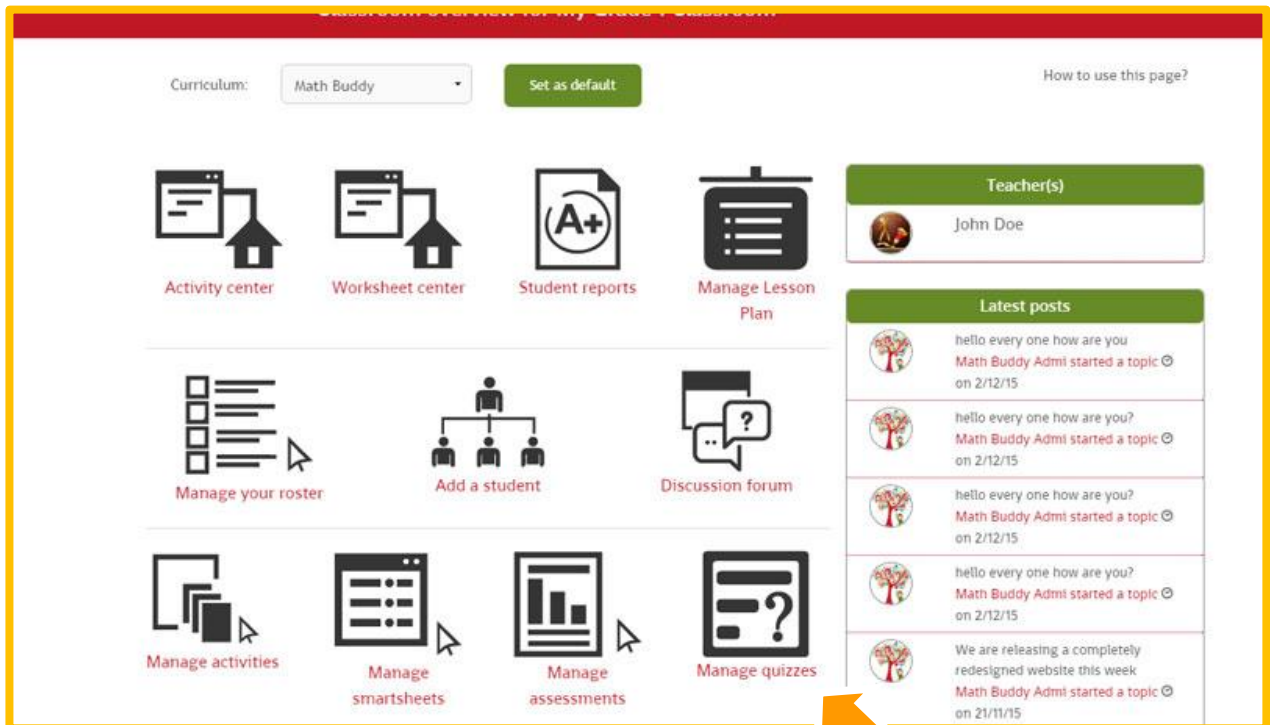 Curriculum:
Math Buddy
Set as default
How to use this page?
A+
Activity center
Worksheet center
Student reports
Manage Lesson
Plan
Teacher(s)
John Doe
Manage your roster
Add a student
?
Discussion forum
Manage activities
Manage
smartsheets
Manage
assessments
?
Manage quizzes
Latest posts
hello every one how are you
Math Buddy Admi started a topic
on 2/12/15
hello every one how are you?
Math Buddy Admi started a topic
on 2/12/15
hello every one how are you?
Math Buddy Admi started a topic
on 2/12/15
hello every one how are you?
Math Buddy Admi started a topic
on 2/12/15
We are releasing a completely
redesigned website this week
Math Buddy Admi started a topic
on 21/11/15